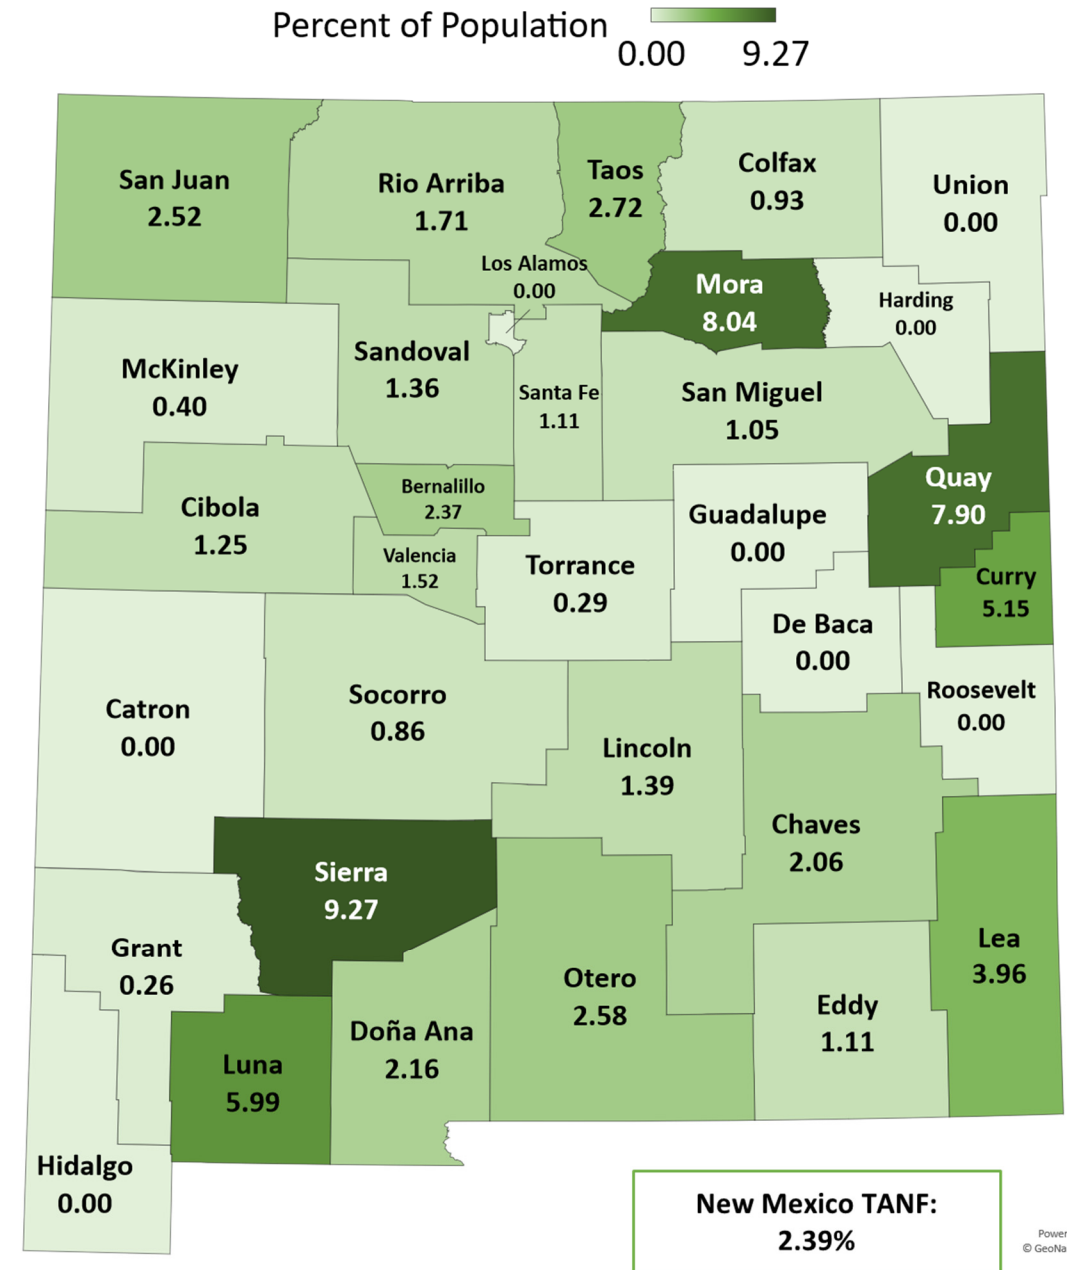 Percent of Population
0.00 9.27
San Juan
2.52
Rio Arriba
1.71
Taos
2.72
Colfax
0.93
Union
0.00
Los Alamos
0.00
Mora
8.04
Harding
0.00
McKinley
0.40
Sandoval
1.36
Santa Fe
1.11
San Miguel
1.05
Quay
7.90
Cibola
1.25
Bernalillo
2.37
Valencia
1.52
Torrance
0.29
Guadalupe
0.00
Curry
5.15
De Baca
0.00
Roosevelt
0.00
Catron
0.00
Socorro
0.86
Lincoln
1.39
Chaves
2.06
Sierra
9.27
Grant
0.26
Otero
2.58
Lea
3.96
Eddy
1.11
Doña Ana
2.16
Luna
5.99
Hidalgo
0.00
New Mexico TANF:
2.39%
Power
© GeoNa